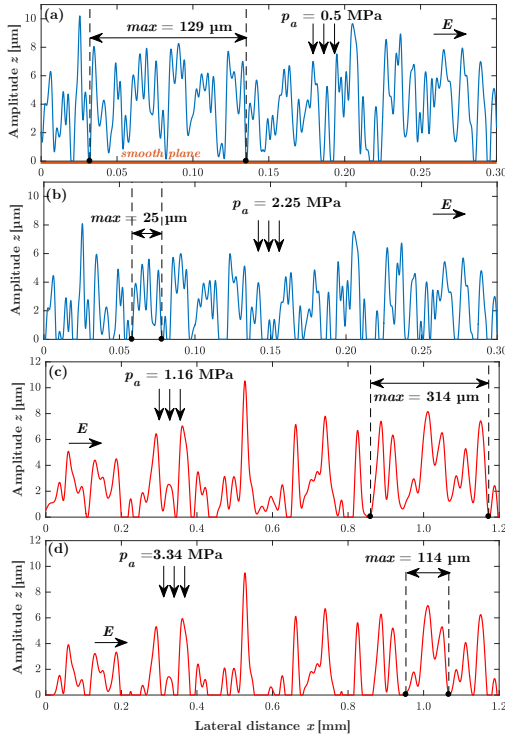 (a)
max = 129 µm
p_a = 0.5 MPa
E
smooth plane
Amplitude z [µm]
10
8
6
4
2
0
0
0.05
0.10
0.15
0.20
0.25
0.30
(b)
max = 25 µm
p_a = 2.25 MPa
E
Amplitude z [µm]
10
8
6
4
2
0
0
0.05
0.10
0.15
0.20
0.25
0.30
(c)
p_a = 1.16 MPa
max = 314 µm
E
Amplitude z [µm]
12
10
8
6
4
2
0
0
0.2
0.4
0.6
0.8
1.0
1.2
(d)
p_a =3.34 MPa
max = 114 µm
E
Amplitude z [µm]
12
10
8
6
4
2
0
0
0.2
0.4
0.6
0.8
1.0
1.2
Lateral distance x [mm]